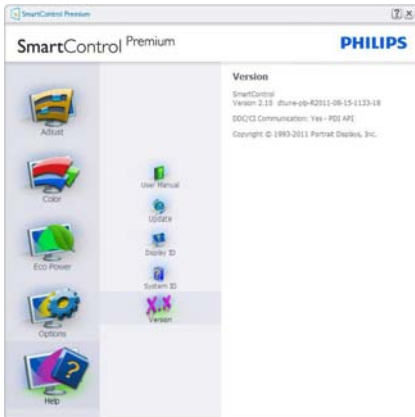 SmartControl Premium
SmartControl Premium
PHILIPS
Adjust
Color
Eco Power
Options
Help
User Manual
Update
Display ID
System ID
X.X
Version
Version
SmartControl
Version 2.10 dtune-plp-R2011-08-15-1133-18
DDC/CI Communication: Yes - PDI API
Copyright © 1993-2011 Portrait Displays, Inc.